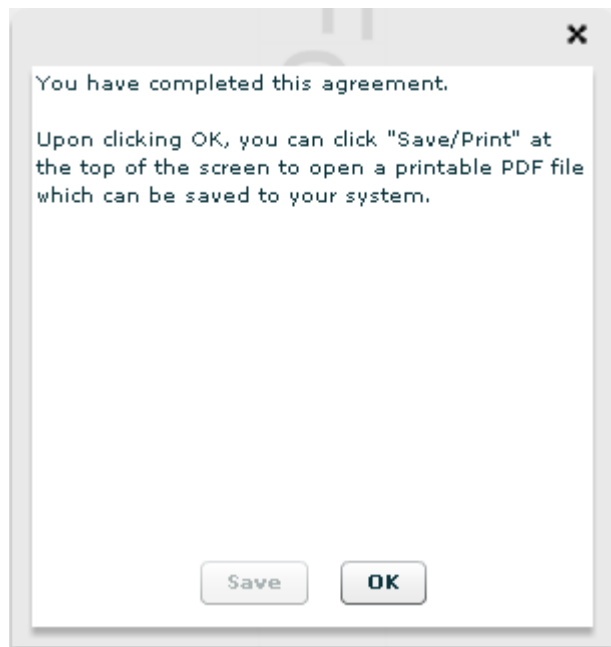 You have completed this agreement.
Upon clicking OK, you can click "Save/Print" at
the top of the screen to open a printable PDF file
which can be saved to your system.
Save OK